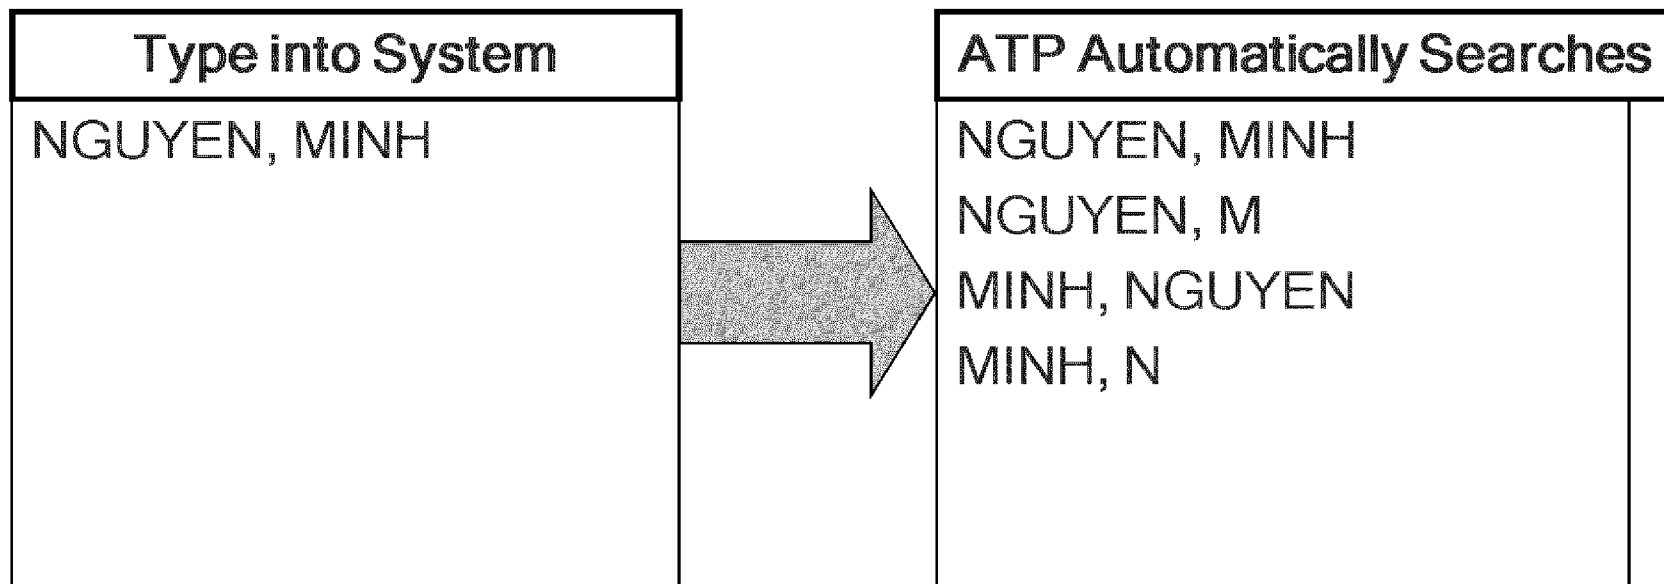 Type into System
NGUYEN, MINH
ATP Automatically Searches
NGUYEN, MINH
NGUYEN, M
MINH, NGUYEN
MINH, N